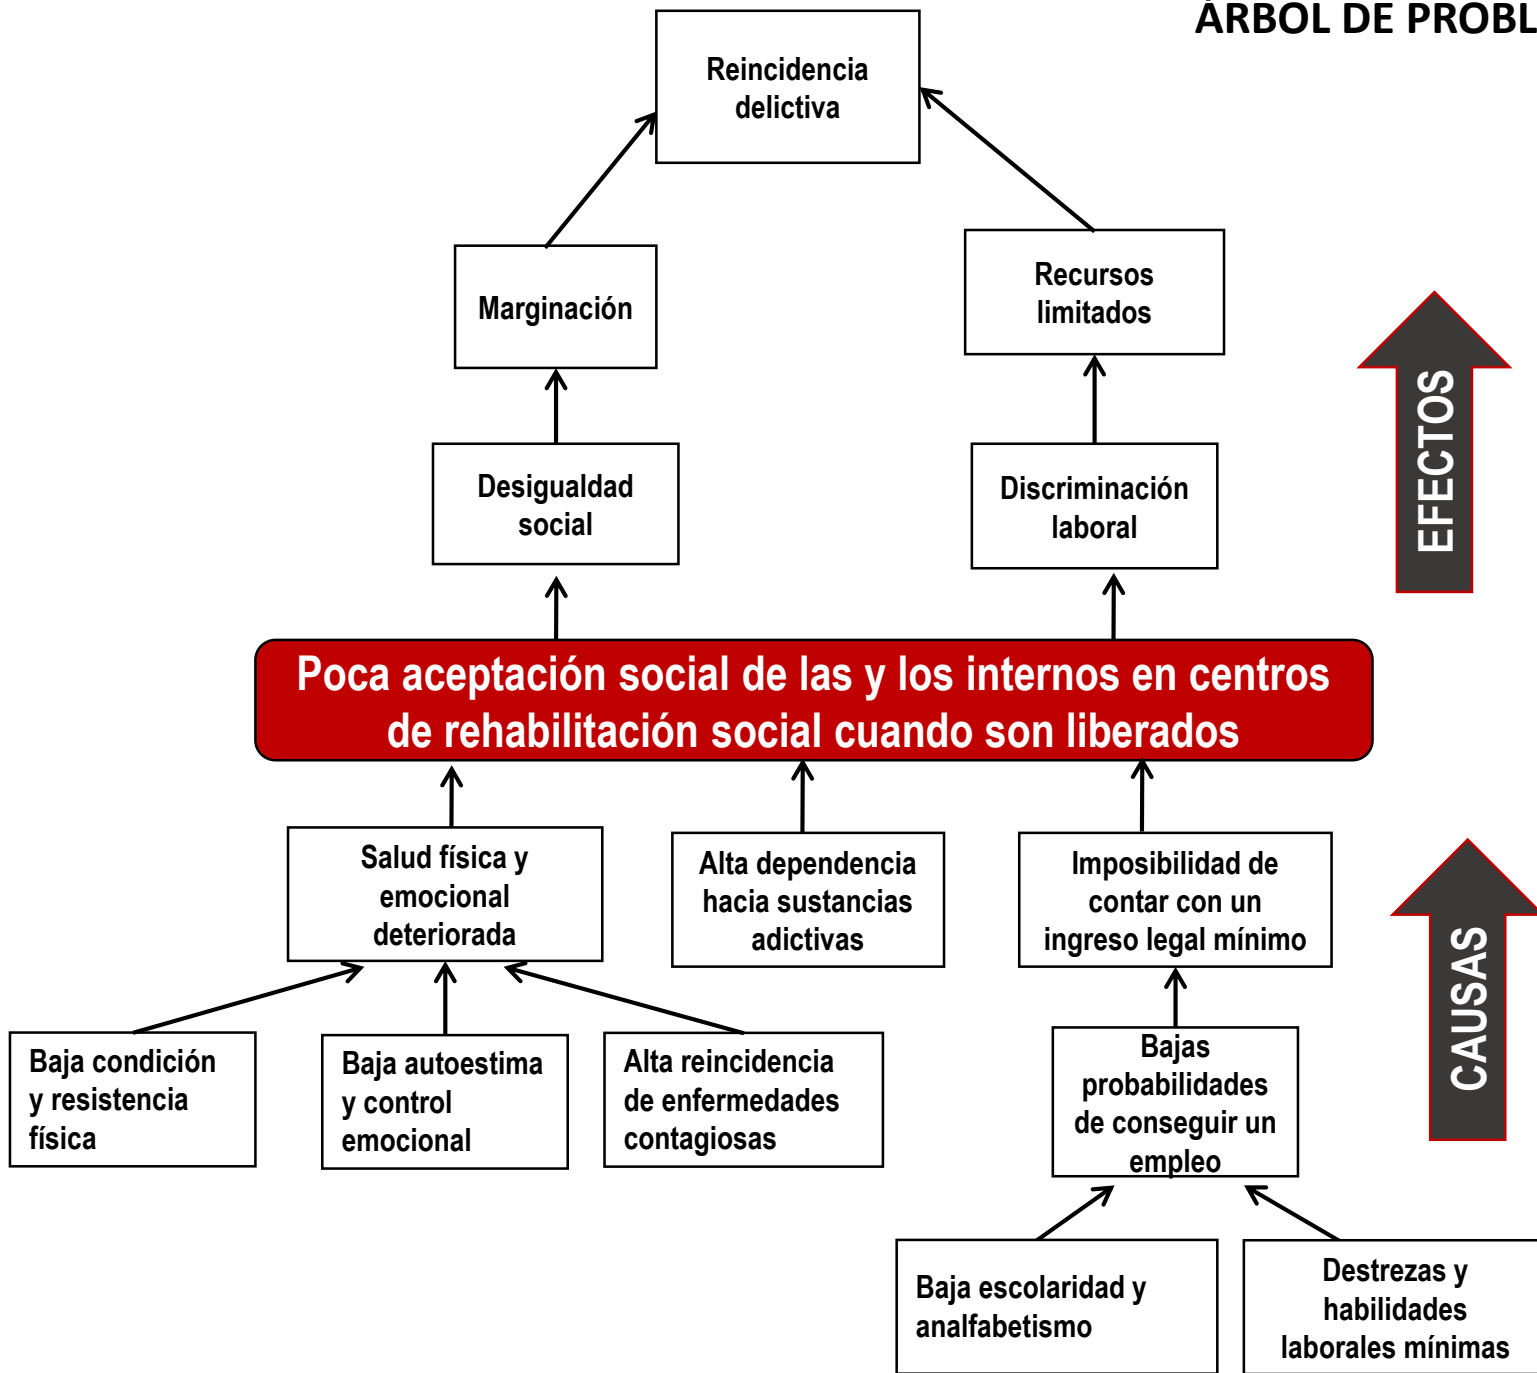 ÁRBOL DE PROBL
Reincidencia
delictiva
Marginación
Recursos
limitados
EFECTOS
Desigualdad
social
Discriminación
laboral
Poca aceptación social de las y los internos en centros
de rehabilitación social cuando son liberados
Salud física y
emocional
deteriorada
Alta dependencia
hacia sustancias
adictivas
Imposibilidad de
contar con un
ingreso legal mínimo
CAUSAS
Baja condición
y resistencia
física
Baja autoestima
y control
emocional
Alta reincidencia
de enfermedades
contagiosas
Bajas
probabilidades
de conseguir un
empleo
Baja escolaridad y
analfabetismo
Destrezas y
habilidades
laborales mínimas